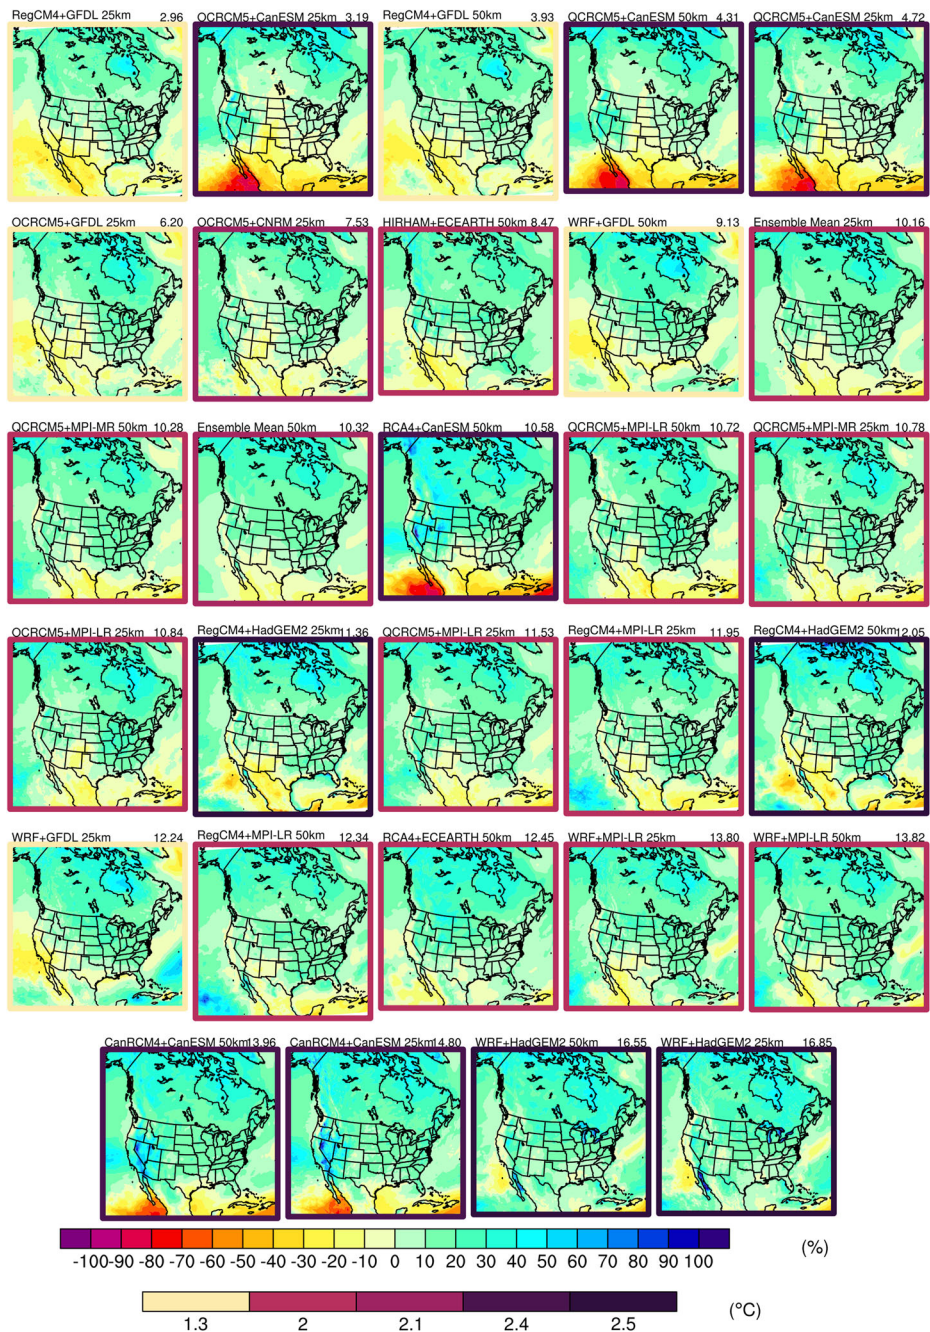 RegCM4+GFDL 25km 2.96
QCRCM5+CanESM 25km 3.19
RegCM4+GFDL 50km 3.93
QCRCM5+CanESM 50km 4.31
QCRCM5+CanESM 25km 4.72
OCRCM5+GFDL 25km 6.20
OCRCM5+CNRM 25km 7.53
HIRHAM+ECEARTH 50km 8.47
WRF+GFDL 50km 9.13
Ensemble Mean 25km 10.16
QCRCM5+MPI-MR 50km 10.28
Ensemble Mean 50km 10.32
RCA4+CanESM 50km 10.58
QCRCM5+MPI-LR 50km 10.72
QCRCM5+MPI-MR 25km 10.78
OCRCM5+MPI-LR 25km 10.84
RegCM4+HadGEM2 25km 11.36
QCRCM5+MPI-LR 25km 11.53
RegCM4+MPI-LR 25km 11.95
RegCM4+HadGEM2 50km 12.05
WRF+GFDL 25km 12.24
RegCM4+MPI-LR 50km 12.34
RCA4+ECEARTH 50km 12.45
WRF+MPI-LR 25km 13.80
WRF+MPI-LR 50km 13.82
CanRCM4+CanESM 50km 13.96
CanRCM4+CanESM 25km 14.80
WRF+HadGEM2 50km 16.55
WRF+HadGEM2 25km 16.85
-100 -90 -80 -70 -60 -50 -40 -30 -20 -10 0 10 20 30 40 50 60 70 80 90 100 (%)
1.3 2 2.1 2.4 2.5 (°C)